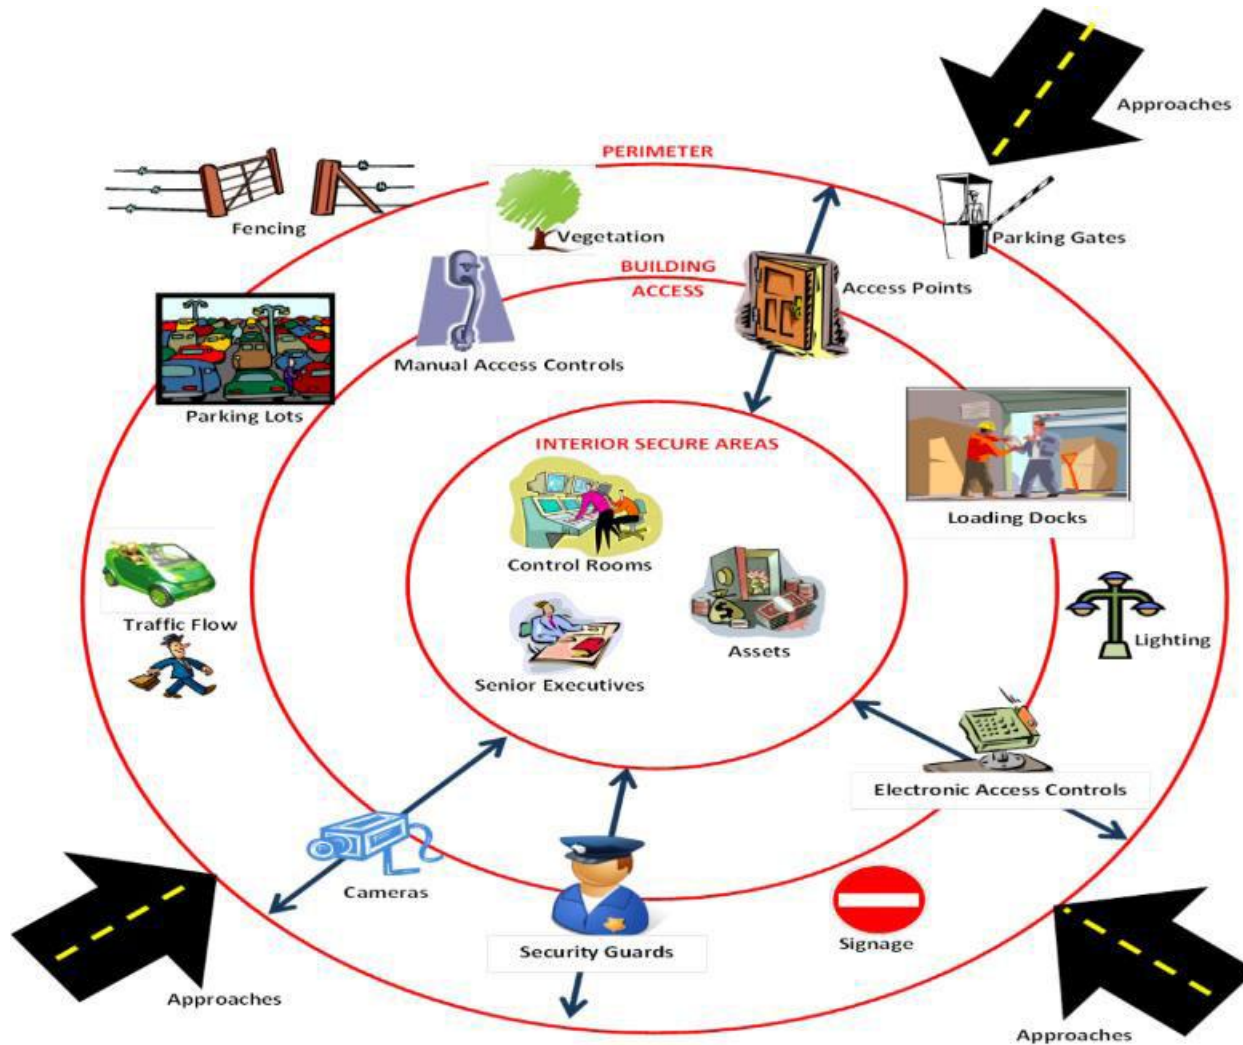 Approaches
PERIMETER
Fencing
Vegetation
Parking Gates
BUILDING
ACCESS
Access Points
Manual Access Controls
Parking Lots
INTERIOR SECURE AREAS
Loading Docks
Control Rooms
Traffic Flow
Lighting
Assets
Senior Executives
Electronic Access Controls
Cameras
Security Guards
Signage
Approaches
Approaches